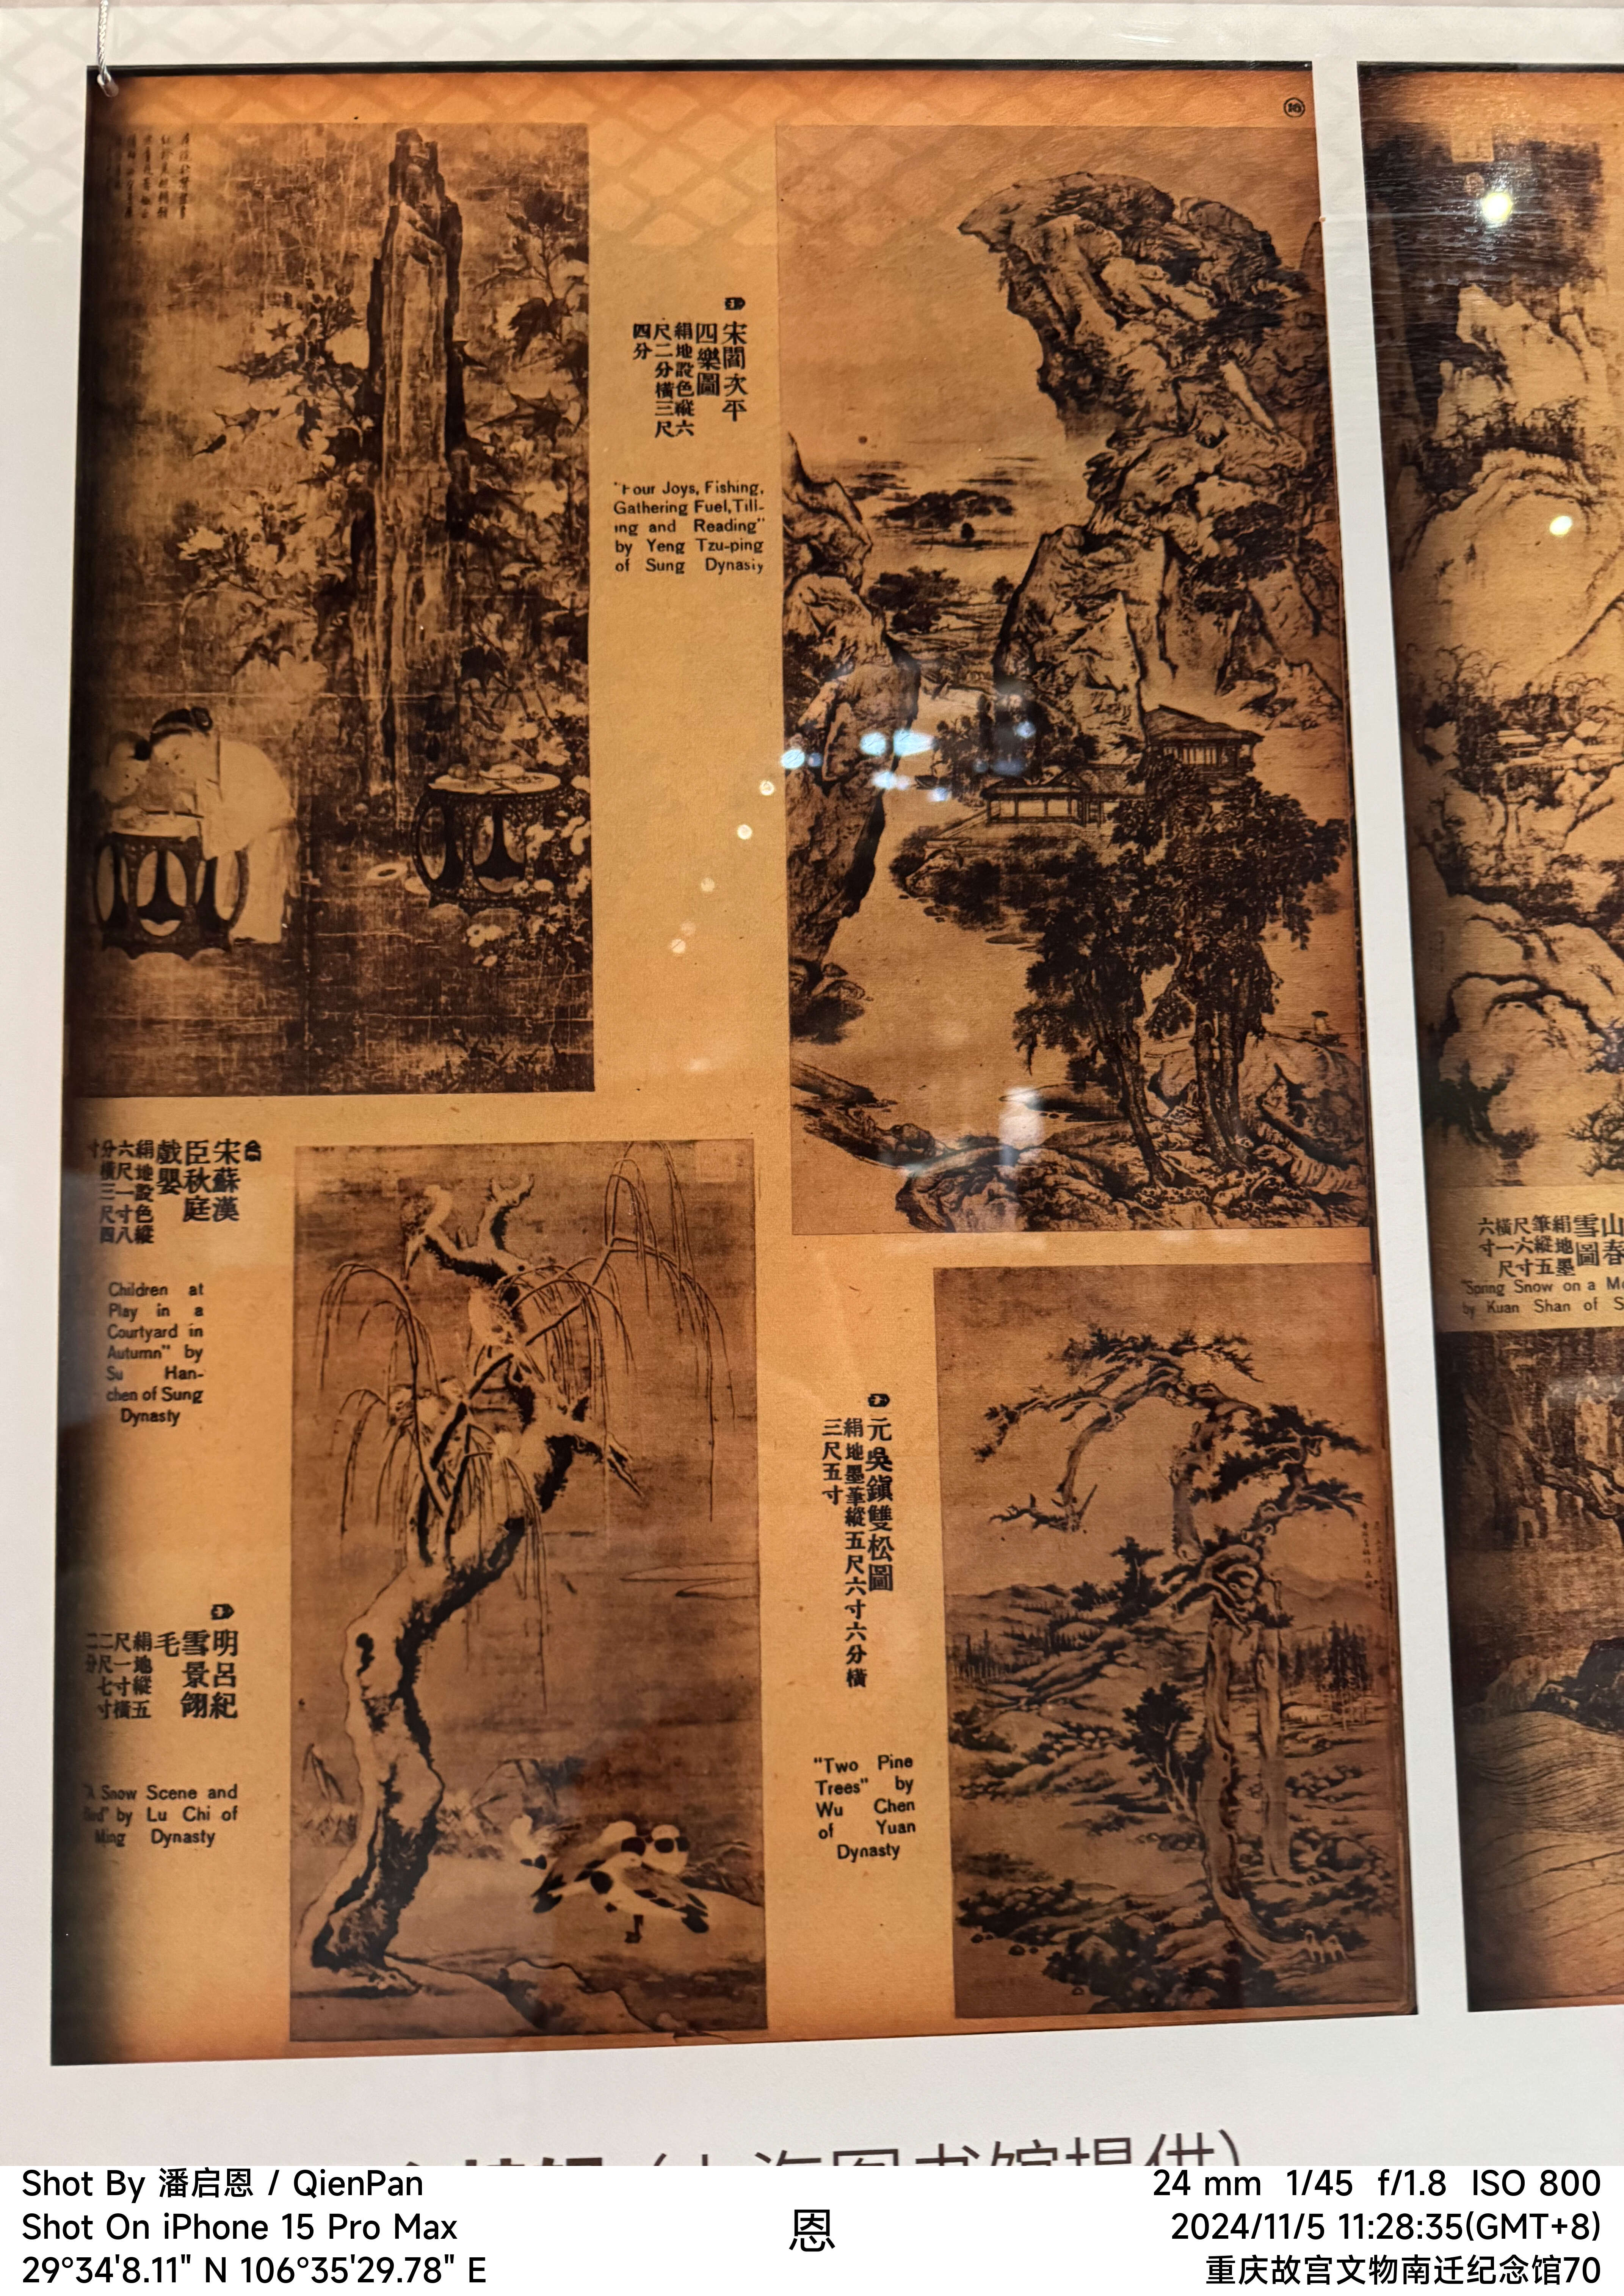 宋閻次平
四樂圖
絹地設色縱六
尺二分橫三尺
四分
"Four Joys, Fishing,
Gathering Fuel, Till-
ing and Reading"
by Yeng Tzu-ping
of Sung Dynasty
宋蘇漢
臣秋庭
戲嬰
絹地設色縱
六尺一寸八
分橫三尺四
寸
Children at
Play in a
Courtyard in
Autumn" by
Su Han-
chen of Sung
Dynasty
明呂紀
雪景翎
毛
絹地縱五
尺一寸橫
二尺七寸
二分
"A Snow Scene and
Bird" by Lu Chi of
Ming Dynasty
元吳鎮雙松圖
絹地墨筆縱五尺六寸六分橫
三尺五寸
"Two Pine
Trees" by
Wu Chen
of Yuan
Dynasty
山春
雪圖
絹地墨
筆縱五
尺六寸
橫一尺
六寸
"Spring Snow on a
by Kuan Shan of
(上海图书馆提供)
Shot By 潘启恩 / QienPan
Shot On iPhone 15 Pro Max
29°34'8.11" N 106°35'29.78" E
恩
24 mm 1/45 f/1.8 ISO 800
2024/11/5 11:28:35(GMT+8)
重庆故宫文物南迁纪念馆70